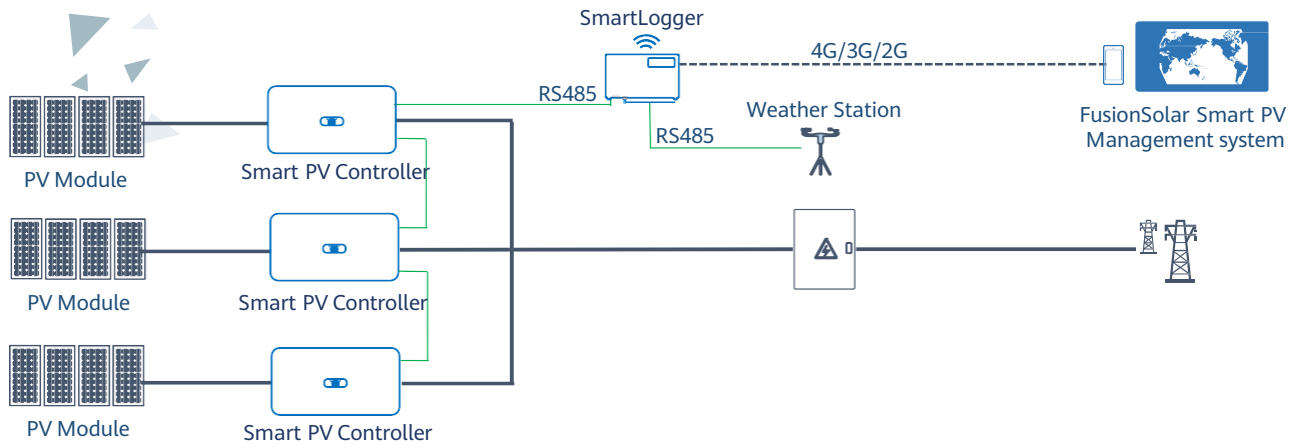 SmartLogger
4G/3G/2G
RS485
Weather Station
FusionSolar Smart PV
Management system
RS485
PV Module
Smart PV Controller
PV Module
Smart PV Controller
PV Module
Smart PV Controller